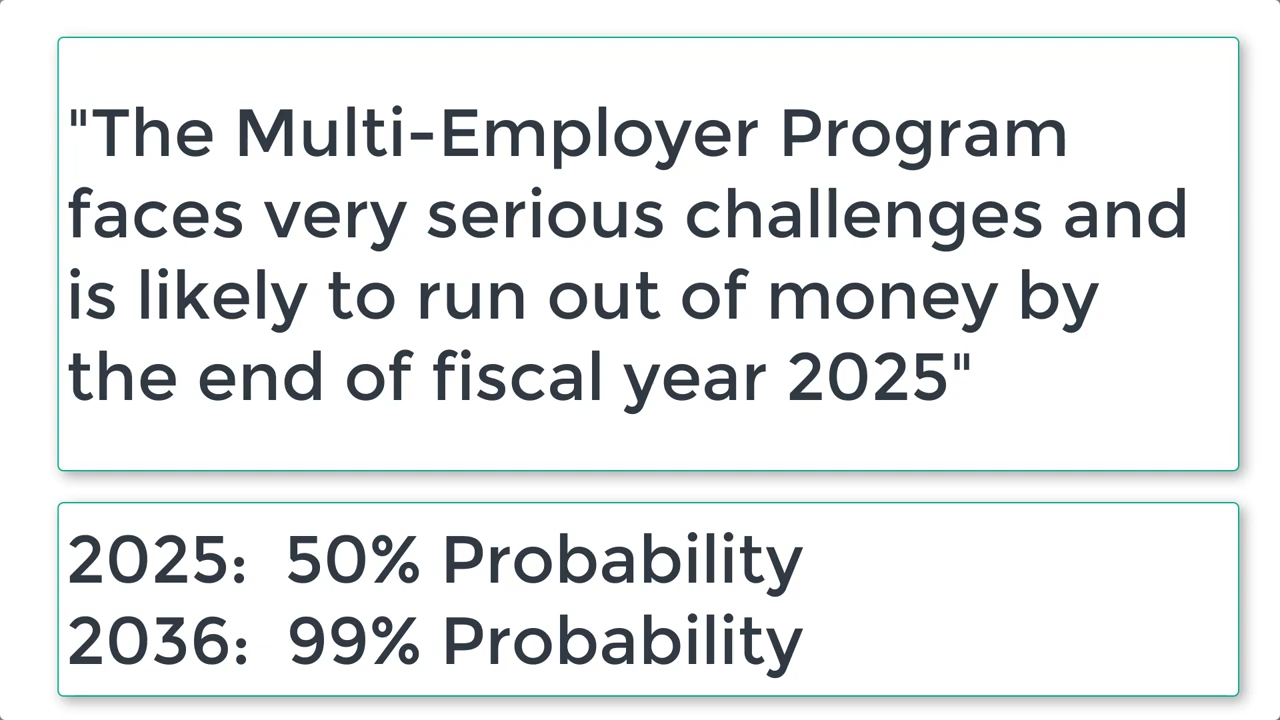 "The Multi-Employer Program
faces very serious challenges and
is likely to run out of money by
the end of fiscal year 2025"
2025:  50% Probability
2036:  99% Probability